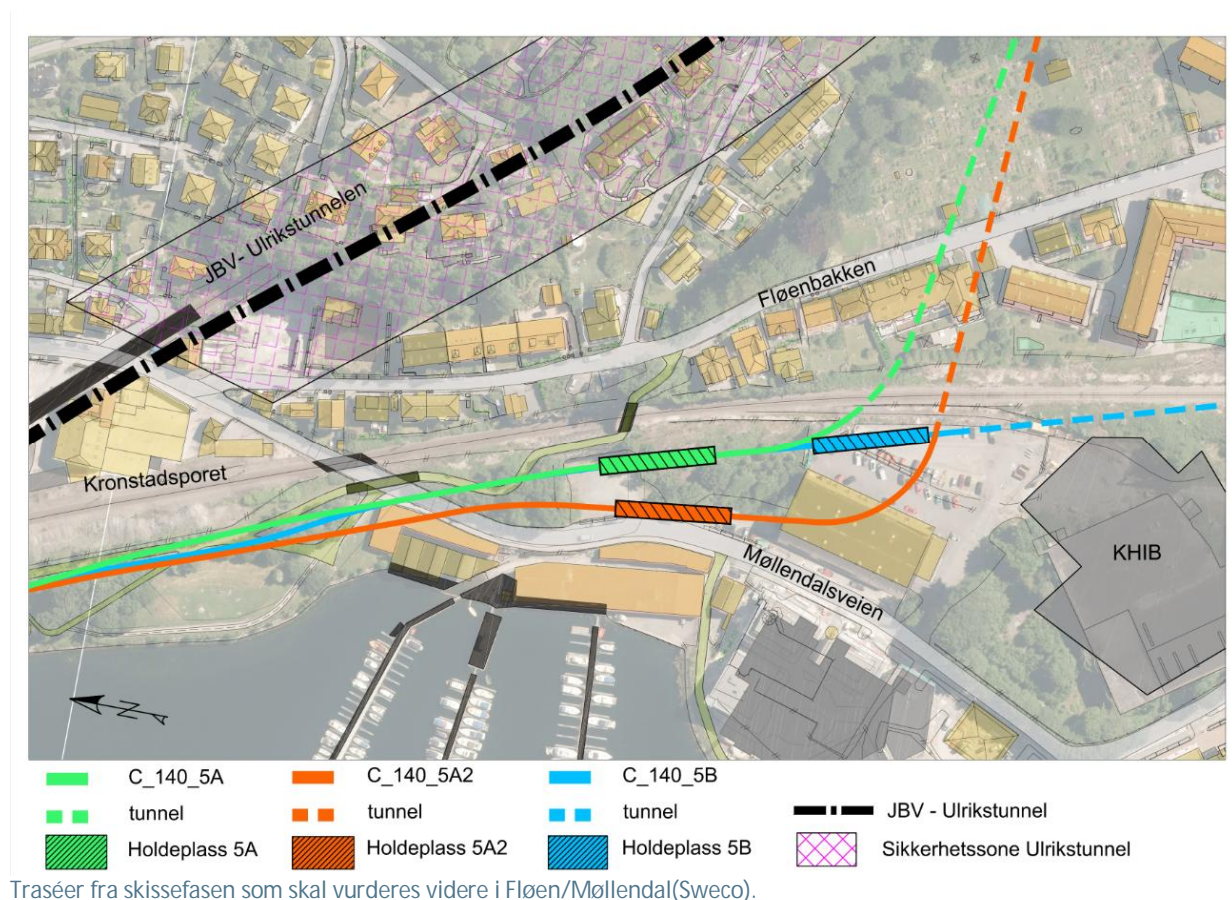 JBV- Ulrikstunnelen
Fløenbakken
Kronstadsporet
KHIB
Møllendalsveien
N
C_140_5A
C_140_5A2
C_140_5B
tunnel
tunnel
tunnel
JBV - Ulrikstunnel
Holdeplass 5A
Holdeplass 5A2
Holdeplass 5B
Sikkerhetssone Ulrikstunnel
Traséer fra skissefasen som skal vurderes videre i Fløen/Møllendal(Sweco).